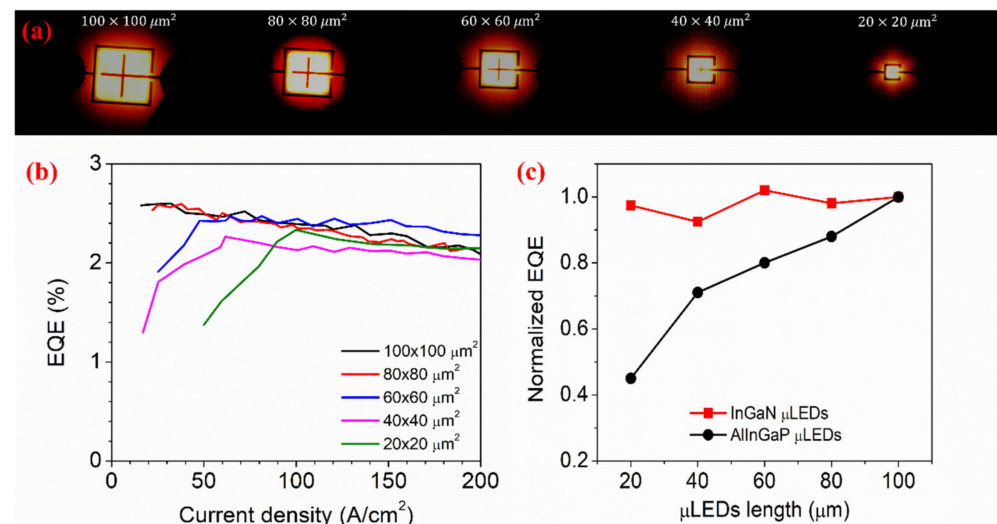 (a)
100 × 100 μm²
80 × 80 μm²
60 × 60 μm²
40 × 40 μm²
20 × 20 μm²
(b)
3
2
1
0
EQE (%)
0
50
100
150
200
Current density (A/cm²)
100x100 μm²
80x80 μm²
60x60 μm²
40x40 μm²
20x20 μm²
(c)
1.0
0.8
0.6
0.4
0.2
Normalized EQE
20
40
60
80
100
μLEDs length (μm)
InGaN μLEDs
AlInGaP μLEDs